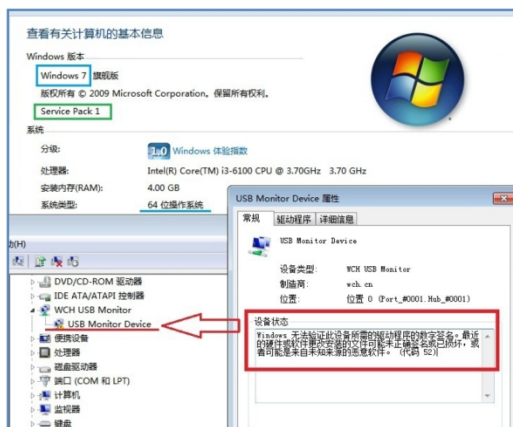 查看有关计算机的基本信息
Windows 版本
Windows 7 旗舰版
版权所有 © 2009 Microsoft Corporation。保留所有权利。
Service Pack 1
系统
分级:
1.0 Windows 体验指数
处理器:
Intel(R) Core(TM) i3-6100 CPU @ 3.70GHz 3.70 GHz
安装内存(RAM):
4.00 GB
系统类型:
64 位操作系统
(H)
DVD/CD-ROM 驱动器
IDE ATA/ATAPI 控制器
WCH USB Monitor
USB Monitor Device
便携设备
处理器
磁盘驱动器
端口 (COM 和 LPT)
计算机
监视器
键盘
USB Monitor Device 属性
常规 驱动程序 详细信息
USB Monitor Device
设备类型: WCH USB Monitor
制造商: wch.cn
位置: 位置 0 (Port_#0001.Hub_#0001)
设备状态
Windows 无法验证此设备所需的驱动程序的数字签名。最近
的硬件或软件更改安装的文件可能未正确签名或已损坏，或
者可能是来自未知来源的恶意软件。 (代码 52)